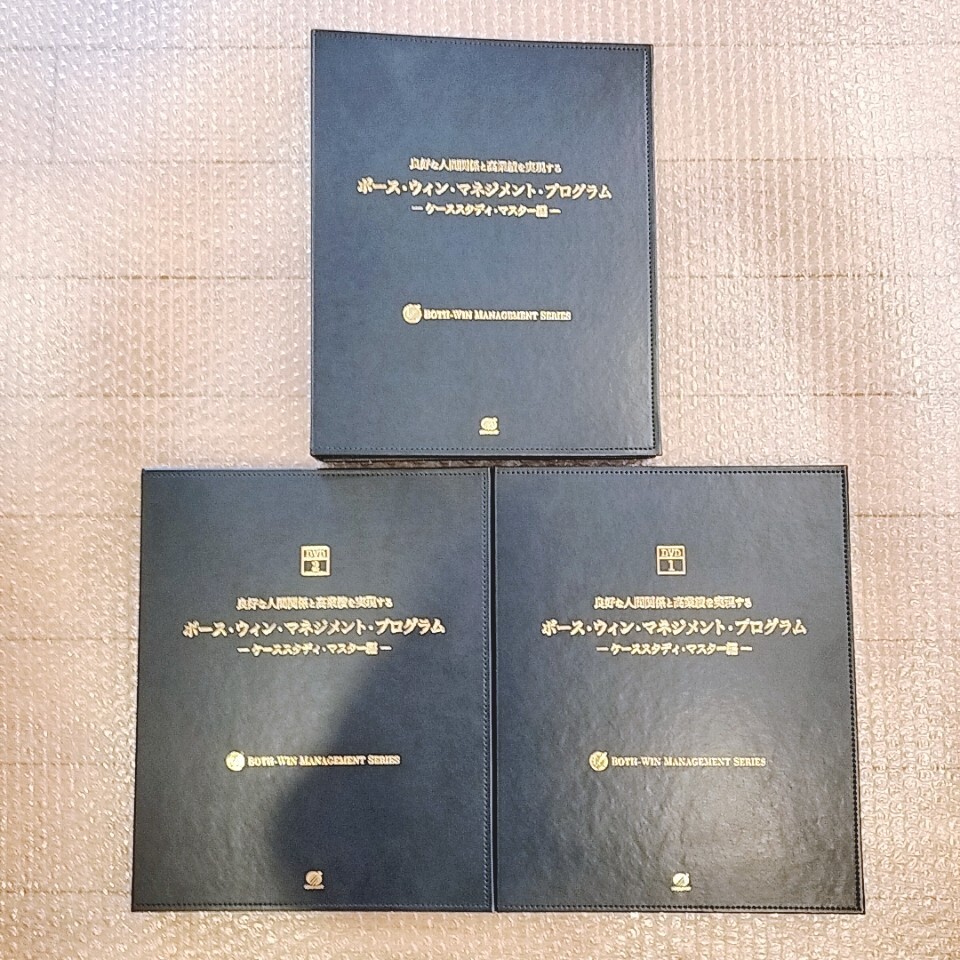 良好な人間関係と高業績を実現する
ボース・ウィン・マネジメント・プログラム
ー ケーススタディ・マスター編 ー
BOTH-WIN MANAGEMENT SERIES
DVD
2
良好な人間関係と高業績を実現する
ボース・ウィン・マネジメント・プログラム
ー ケーススタディ・マスター編 ー
BOTH-WIN MANAGEMENT SERIES
DVD
1
良好な人間関係と高業績を実現する
ボース・ウィン・マネジメント・プログラム
ー ケーススタディ・マスター編 ー
BOTH-WIN MANAGEMENT SERIES